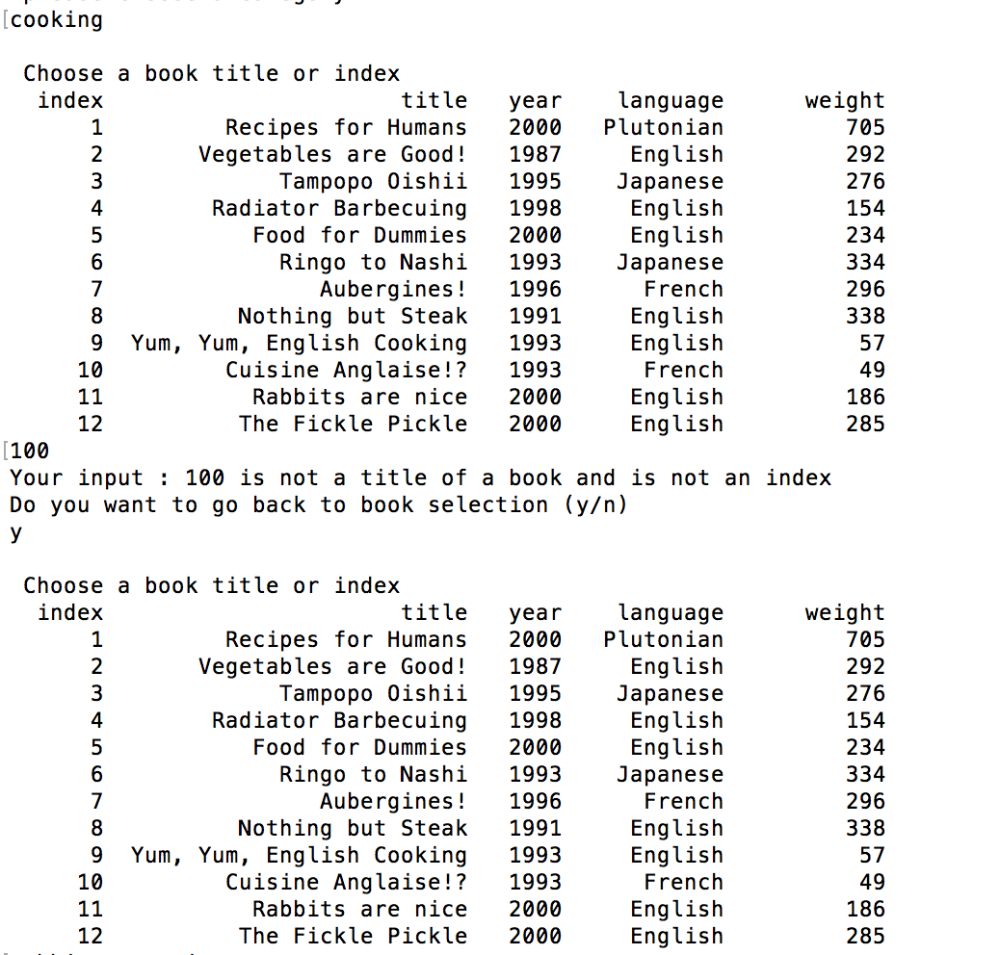 cooking
Choose a book title or index
index title year language weight
1 Recipes for Humans 2000 Plutonian 705
2 Vegetables are Good! 1987 English 292
3 Tampopo Oishii 1995 Japanese 276
4 Radiator Barbecuing 1998 English 154
5 Food for Dummies 2000 English 234
6 Ringo to Nashi 1993 Japanese 334
7 Aubergines! 1996 French 296
8 Nothing but Steak 1991 English 338
9 Yum, Yum, English Cooking 1993 English 57
10 Cuisine Anglaise!? 1993 French 49
11 Rabbits are nice 2000 English 186
12 The Fickle Pickle 2000 English 285
100
Your input : 100 is not a title of a book and is not an index
Do you want to go back to book selection (y/n)
y
Choose a book title or index
index title year language weight
1 Recipes for Humans 2000 Plutonian 705
2 Vegetables are Good! 1987 English 292
3 Tampopo Oishii 1995 Japanese 276
4 Radiator Barbecuing 1998 English 154
5 Food for Dummies 2000 English 234
6 Ringo to Nashi 1993 Japanese 334
7 Aubergines! 1996 French 296
8 Nothing but Steak 1991 English 338
9 Yum, Yum, English Cooking 1993 English 57
10 Cuisine Anglaise!? 1993 French 49
11 Rabbits are nice 2000 English 186
12 The Fickle Pickle 2000 English 285